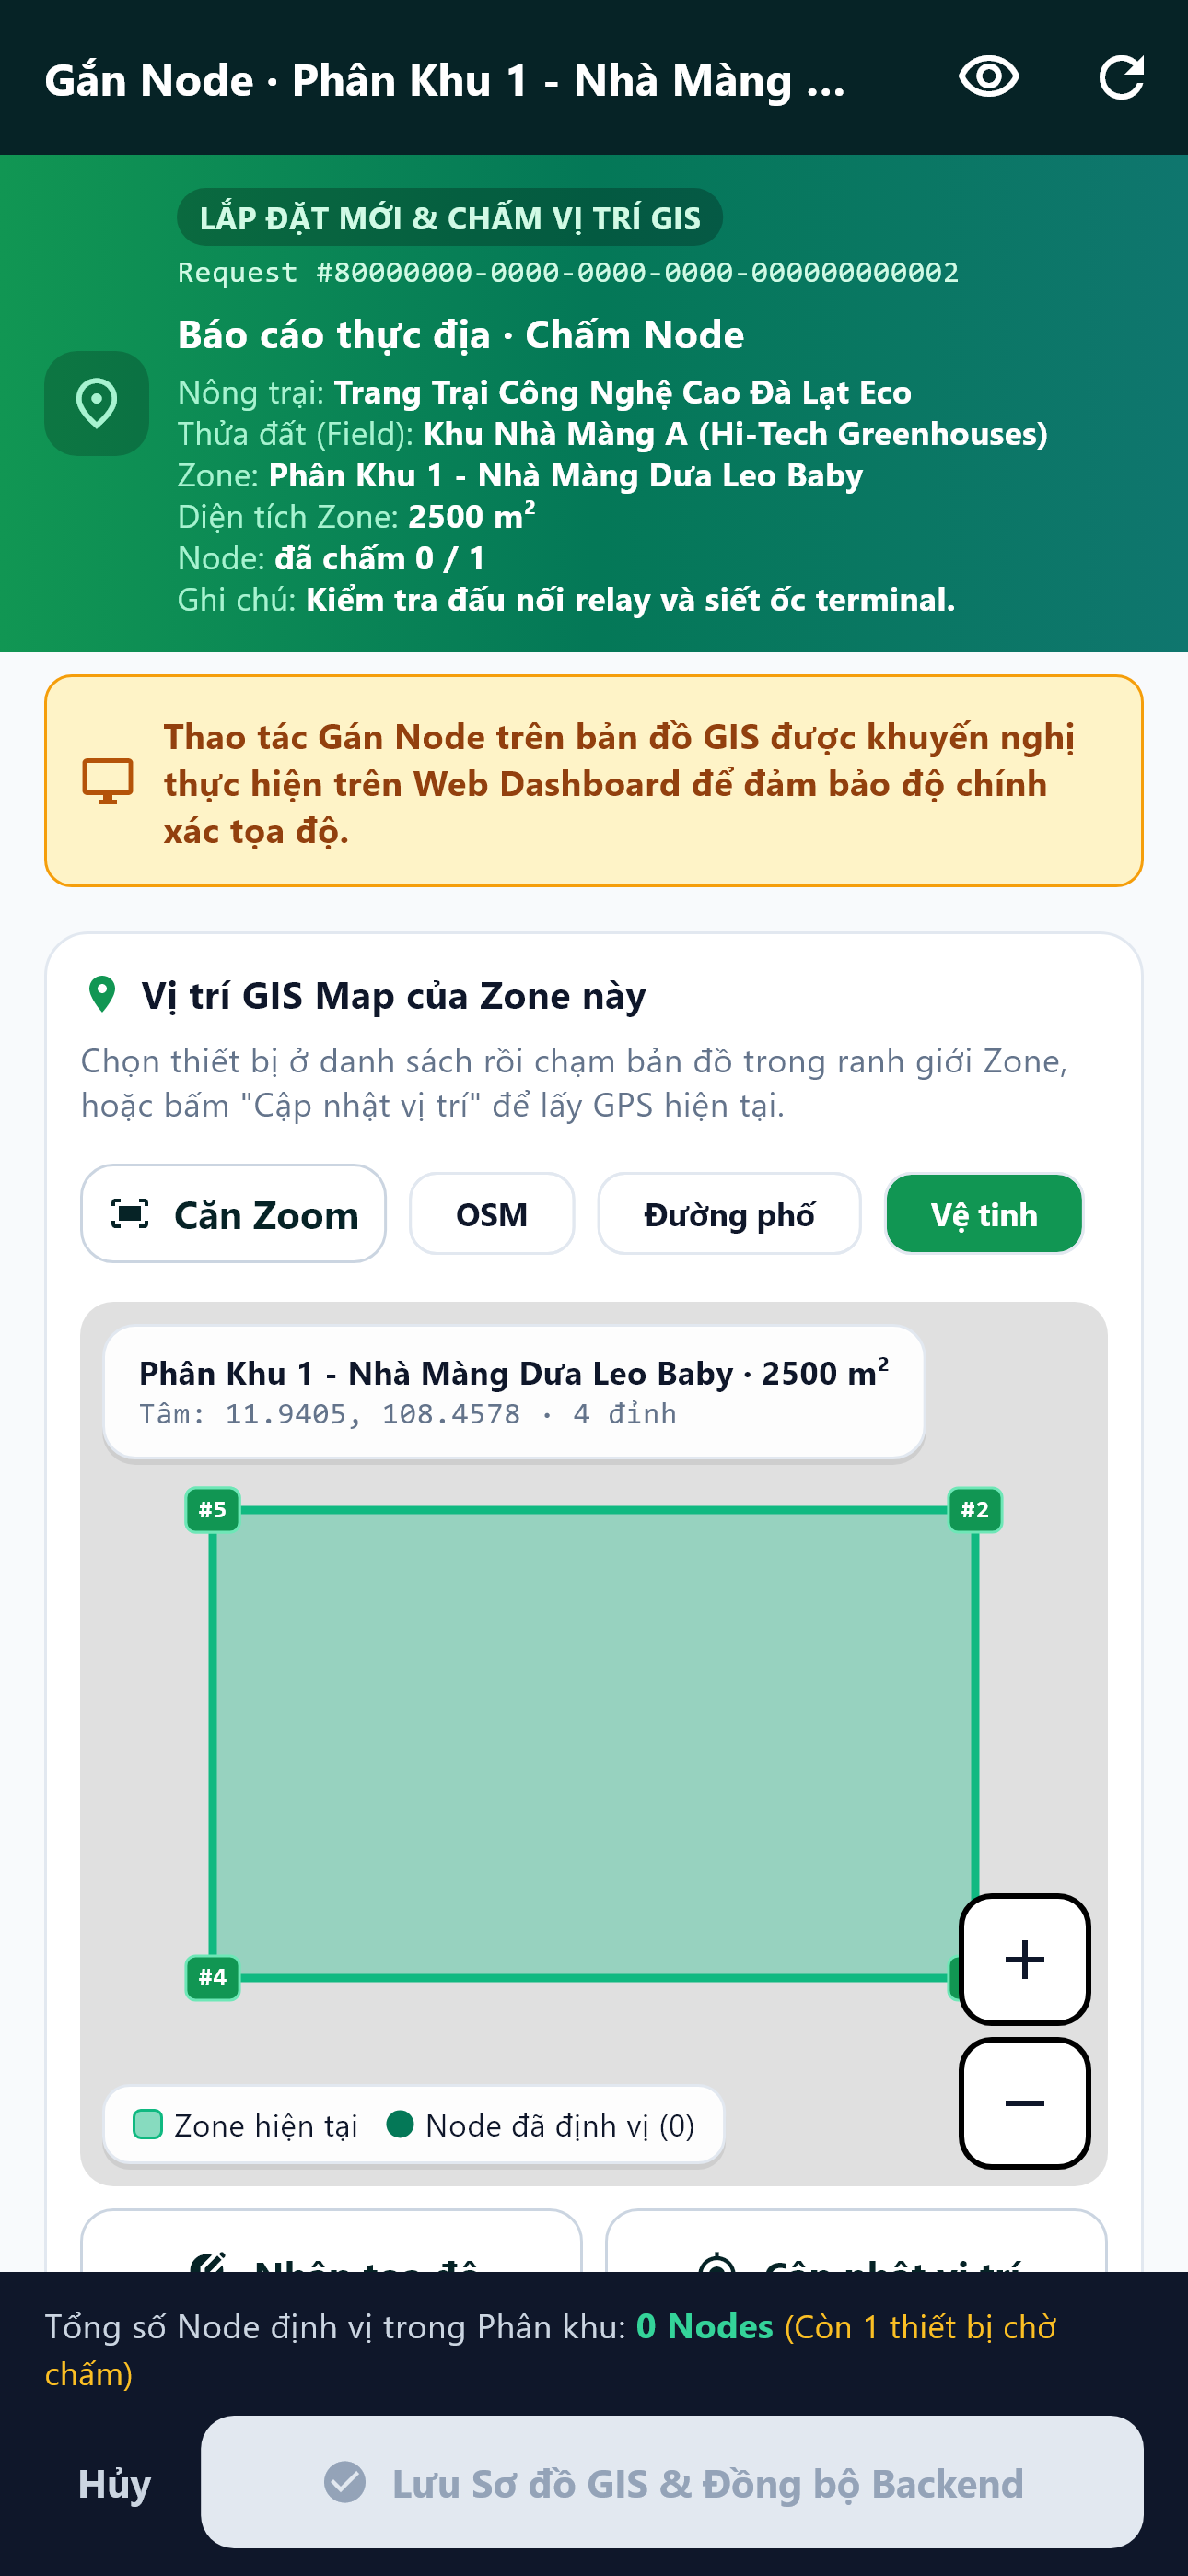 Gắn Node · Phân Khu 1 - Nhà Màng ...
LẮP ĐẶT MỚI & CHẤM VỊ TRÍ GIS
Request #80000000-0000-0000-0000-000000000002
Báo cáo thực địa · Chấm Node
Nông trại: Trang Trại Công Nghệ Cao Đà Lạt Eco
Thửa đất (Field): Khu Nhà Màng A (Hi-Tech Greenhouses)
Zone: Phân Khu 1 - Nhà Màng Dưa Leo Baby
Diện tích Zone: 2500 m²
Node: đã chấm 0 / 1
Ghi chú: Kiểm tra đấu nối relay và siết ốc terminal.
Thao tác Gán Node trên bản đồ GIS được khuyến nghị
thực hiện trên Web Dashboard để đảm bảo độ chính
xác tọa độ.
Vị trí GIS Map của Zone này
Chọn thiết bị ở danh sách rồi chạm bản đồ trong ranh giới Zone,
hoặc bấm "Cập nhật vị trí" để lấy GPS hiện tại.
Căn Zoom
OSM
Đường phố
Vệ tinh
Phân Khu 1 - Nhà Màng Dưa Leo Baby · 2500 m²
Tâm: 11.9405, 108.4578 · 4 đỉnh
#5
#2
#4
Zone hiện tại
Node đã định vị (0)
Nhập tọa độ
Cập nhật vị trí
Tổng số Node định vị trong Phân khu: 0 Nodes (Còn 1 thiết bị chờ
chấm)
Hủy
Lưu Sơ đồ GIS & Đồng bộ Backend